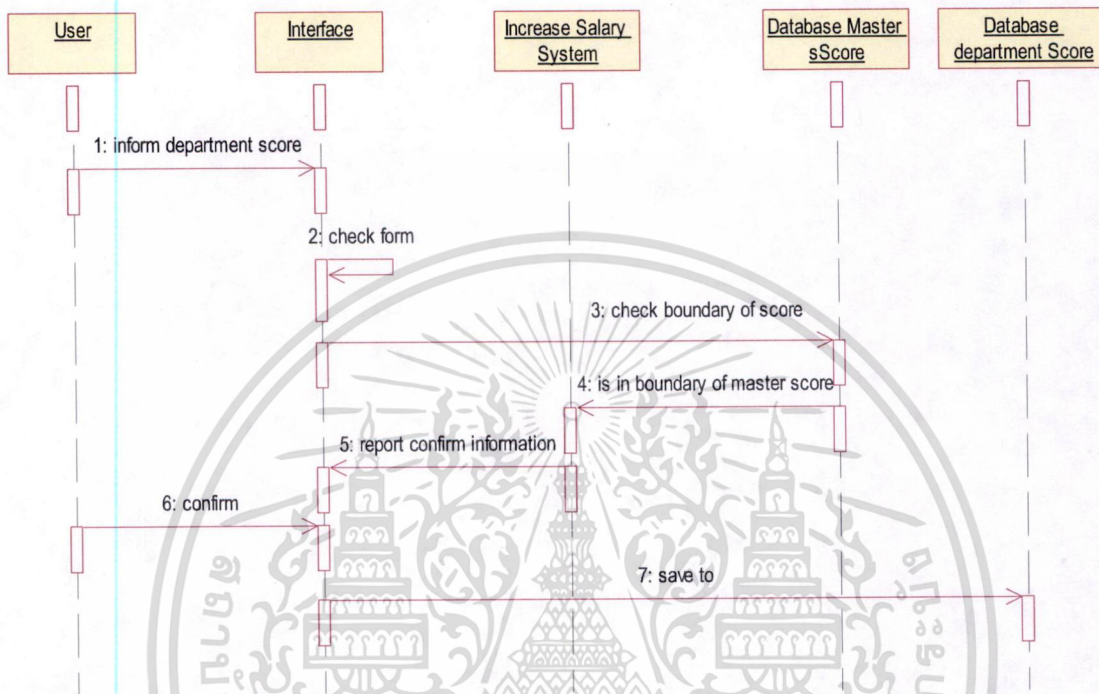 User
Interface
Increase Salary
System
Database Master
sScore
Database
department Score
1: inform department score
2: check form
3: check boundary of score
4: is in boundary of master score
5: report confirm information
6: confirm
7: save to